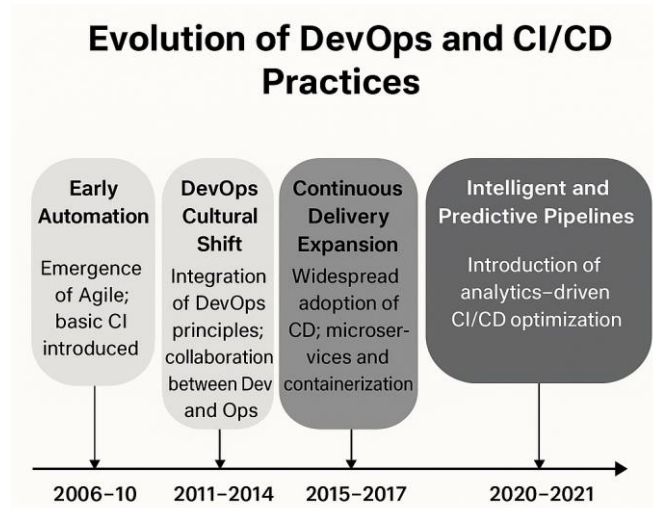 Evolution of DevOps and CI/CD
Practices
Early
Automation
Emergence
of Agile;
basic CI
introduced
DevOps
Cultural
Shift
Integration
of DevOps
principles;
collaboration
between Dev
and Ops
Continuous
Delivery
Expansion
Widespread
adoption of
CD; microser-
vices and
containerization
Intelligent and
Predictive Pipelines
Introduction of
analytics–driven
CI/CD optimization
2006–10
2011–2014
2015–2017
2020–2021